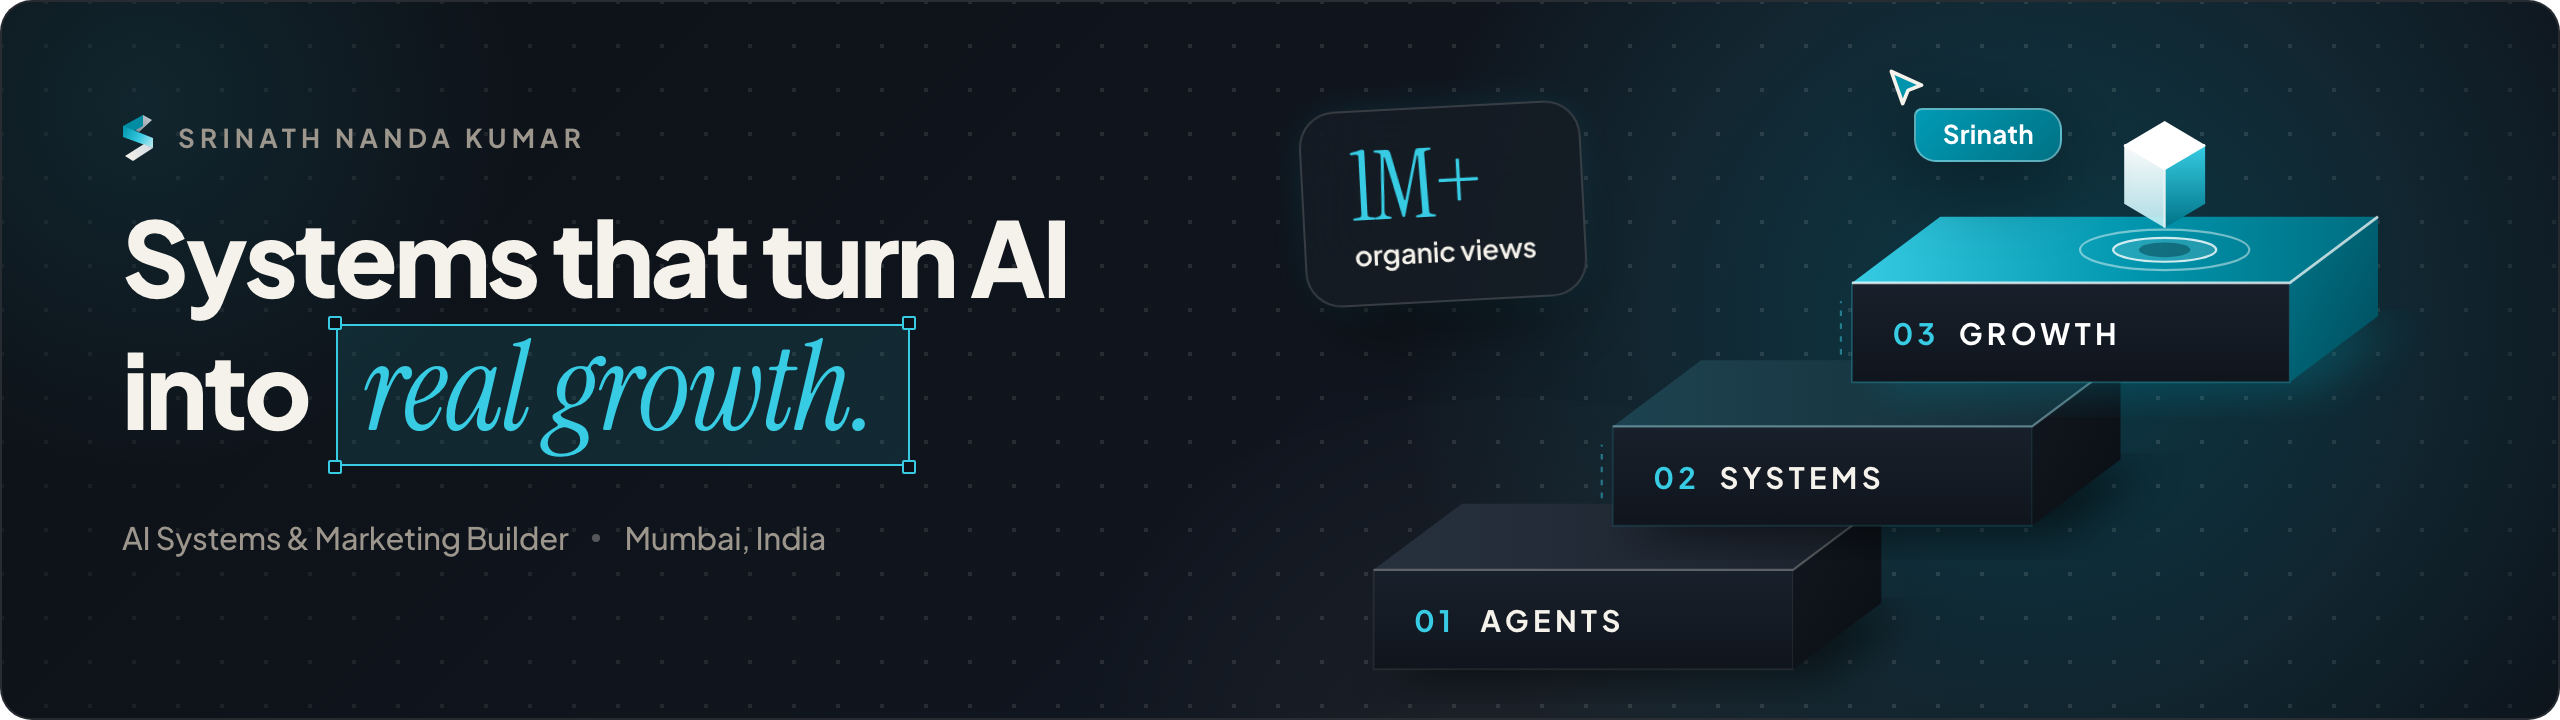 SRINATH NANDA KUMAR
Systems that turn AI
into real growth.
AI Systems & Marketing Builder • Mumbai, India
1M+
organic views
Srinath
03 GROWTH
02 SYSTEMS
01 AGENTS